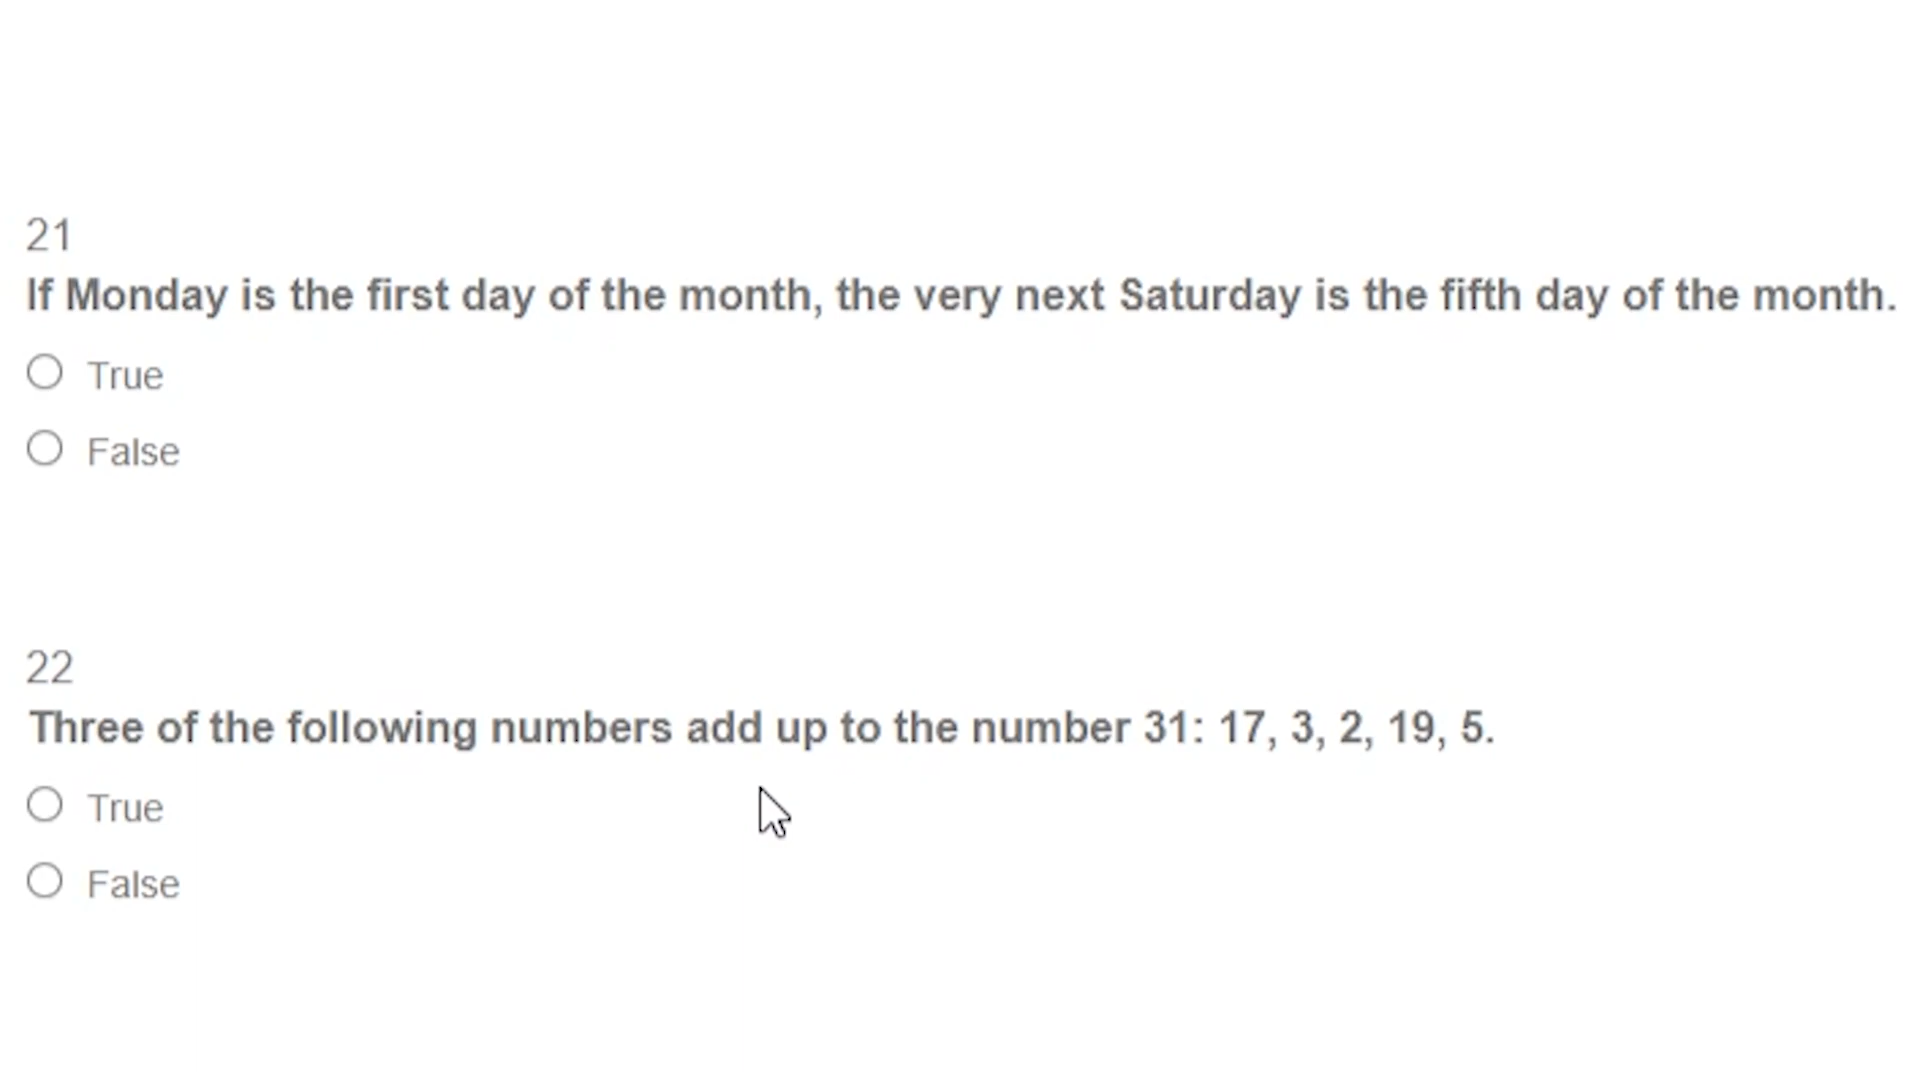 21
If Monday is the first day of the month, the very next Saturday is the fifth day of the month.
True
False
22
Three of the following numbers add up to the number 31: 17, 3, 2, 19, 5.
True
False